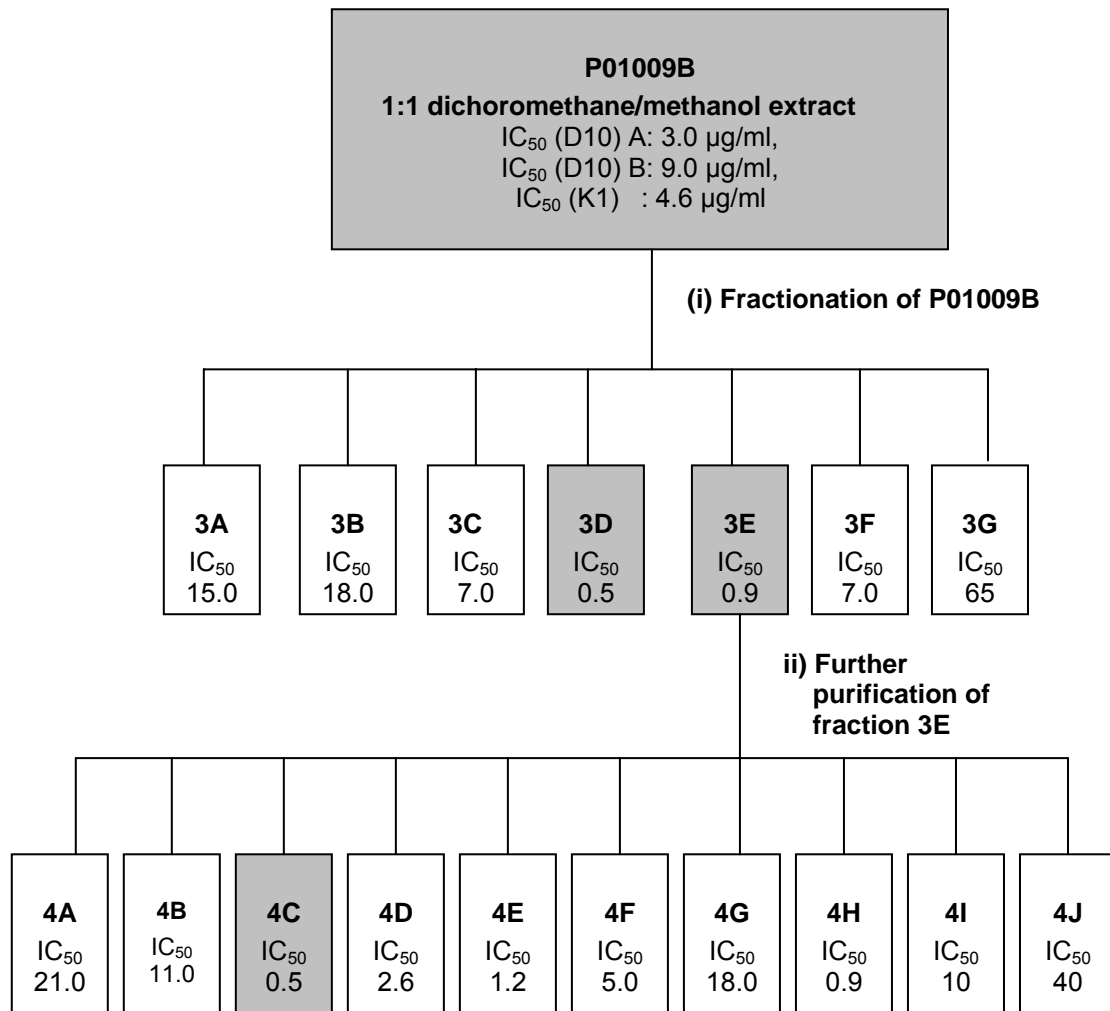 P01009B
1:1 dichoromethane/methanol extract
IC₅₀ (D10) A: 3.0 µg/ml,
IC₅₀ (D10) B: 9.0 µg/ml,
IC₅₀ (K1) : 4.6 µg/ml
(i) Fractionation of P01009B
3A
IC₅₀
15.0
3B
IC₅₀
18.0
3C
IC₅₀
7.0
3D
IC₅₀
0.5
3E
IC₅₀
0.9
3F
IC₅₀
7.0
3G
IC₅₀
65
ii) Further
purification of
fraction 3E
4A
IC₅₀
21.0
4B
IC₅₀
11.0
4C
IC₅₀
0.5
4D
IC₅₀
2.6
4E
IC₅₀
1.2
4F
IC₅₀
5.0
4G
IC₅₀
18.0
4H
IC₅₀
0.9
4I
IC₅₀
10
4J
IC₅₀
40